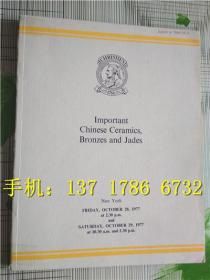 CHRISTIE'S
Important
Chinese Ceramics,
Bronzes and Jades
手机：137 1786 6732
New York
FRIDAY, OCTOBER 28, 1977
at 2.30 p.m.
and
SATURDAY, OCTOBER 29, 1977
at 10.30 a.m. and 2.30 p.m.